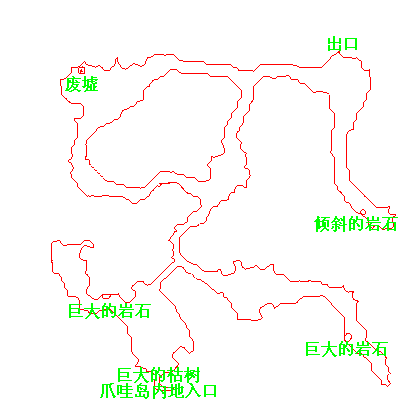 出口
废墟
倾斜的岩石
巨大的岩石
巨大的岩石
巨大的枯树
爪哇岛内地入口